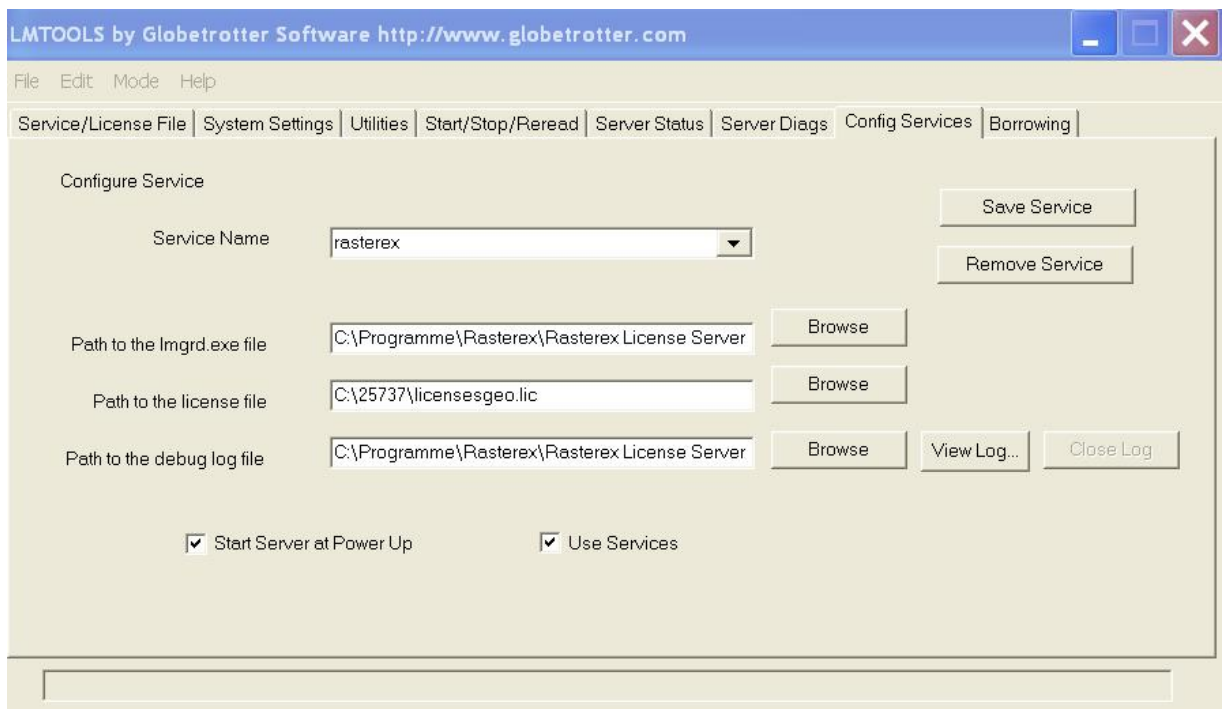 LMTOOLS by Globetrotter Software http://www.globetrotter.com
File Edit Mode Help
Service/License File System Settings Utilities Start/Stop/Reread Server Status Server Diags Config Services Borrowing
Configure Service
Save Service
Service Name rasterex
Remove Service
Path to the lmgrd.exe file C:\Programme\Rasterex\Rasterex License Server Browse
Path to the license file C:\25737\licensesgeo.lic Browse
Path to the debug log file C:\Programme\Rasterex\Rasterex License Server Browse View Log... Close Log
Start Server at Power Up Use Services